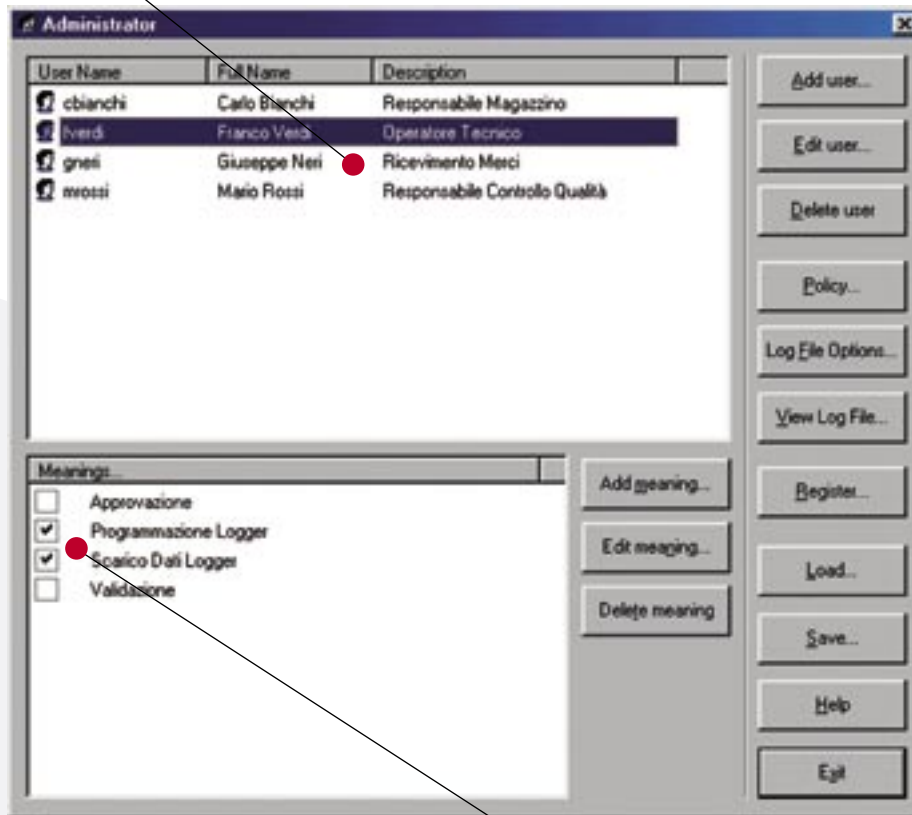 Administrator
User Name Full Name Description
cbianchi Carlo Bianchi Responsabile Magazzino
fverdi Franco Verdi Operatore Tecnico
gneri Giuseppe Neri Ricevimento Merci
mrossi Mario Rossi Responsabile Controllo Qualità
Add user...
Edit user...
Delete user
Policy...
Log File Options...
View Log File...
Register...
Load...
Save...
Help
Exit
Meanings...
Approvazione
Programmazione Logger
Scarico Dati Logger
Validazione
Add meaning...
Edit meaning...
Delete meaning